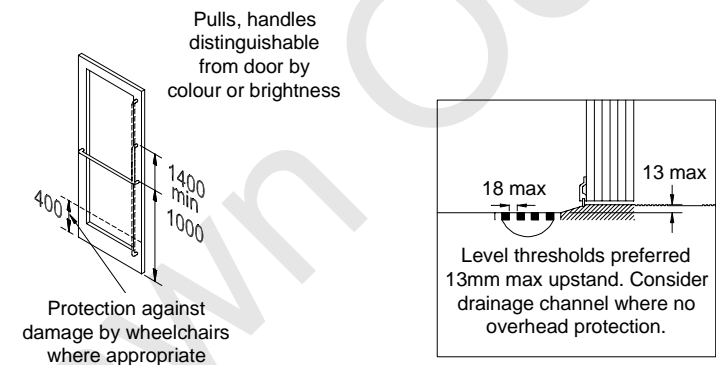 Pulls, handles
distinguishable
from door by
colour or brightness
1400
min
1000
400
Protection against
damage by wheelchairs
where appropriate
18 max
13 max
Level thresholds preferred
13mm max upstand. Consider
drainage channel where no
overhead protection.